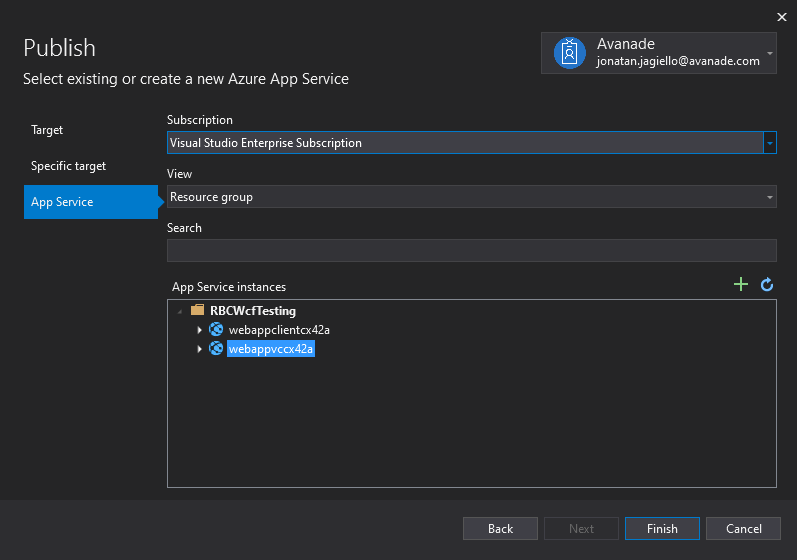 Publish
Select existing or create a new Azure App Service
Avanade
jonatan.jagiello@avanade.com
Target
Specific target
App Service
Subscription
Visual Studio Enterprise Subscription
View
Resource group
Search
App Service instances
RBCWcfTesting
webappclientcx42a
webappvccx42a
Back
Next
Finish
Cancel